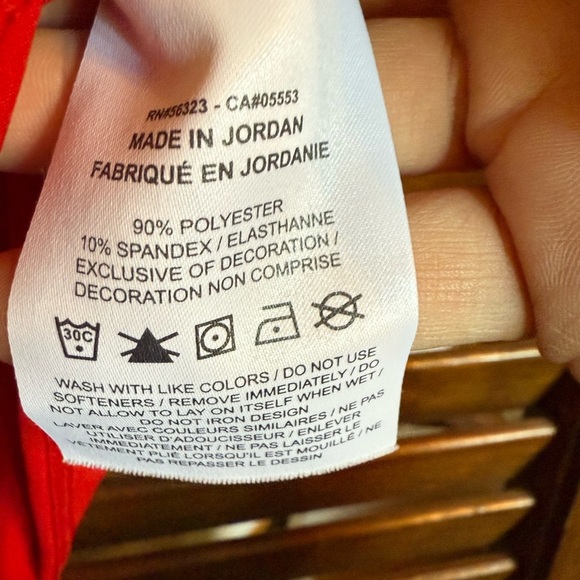 RN#56323 - CA#05553
MADE IN JORDAN
FABRIQUÉ EN JORDANIE
90% POLYESTER
10% SPANDEX / ELASTHANNE
EXCLUSIVE OF DECORATION /
DECORATION NON COMPRISE
30C
WASH WITH LIKE COLORS / DO NOT USE
SOFTENERS / REMOVE IMMEDIATELY / DO
NOT ALLOW TO LAY ON ITSELF WHEN WET /
DO NOT IRON DESIGN
LAVER AVEC COULEURS SIMILAIRES / NE PAS
UTILISER D'ADOUCISSEUR / ENLEVER
IMMÉDIATEMENT / NE PAS LAISSER LE
VÊTEMENT PLIÉ LORSQU'IL EST MOUILLÉ / NE
PAS REPASSER LE DESSIN